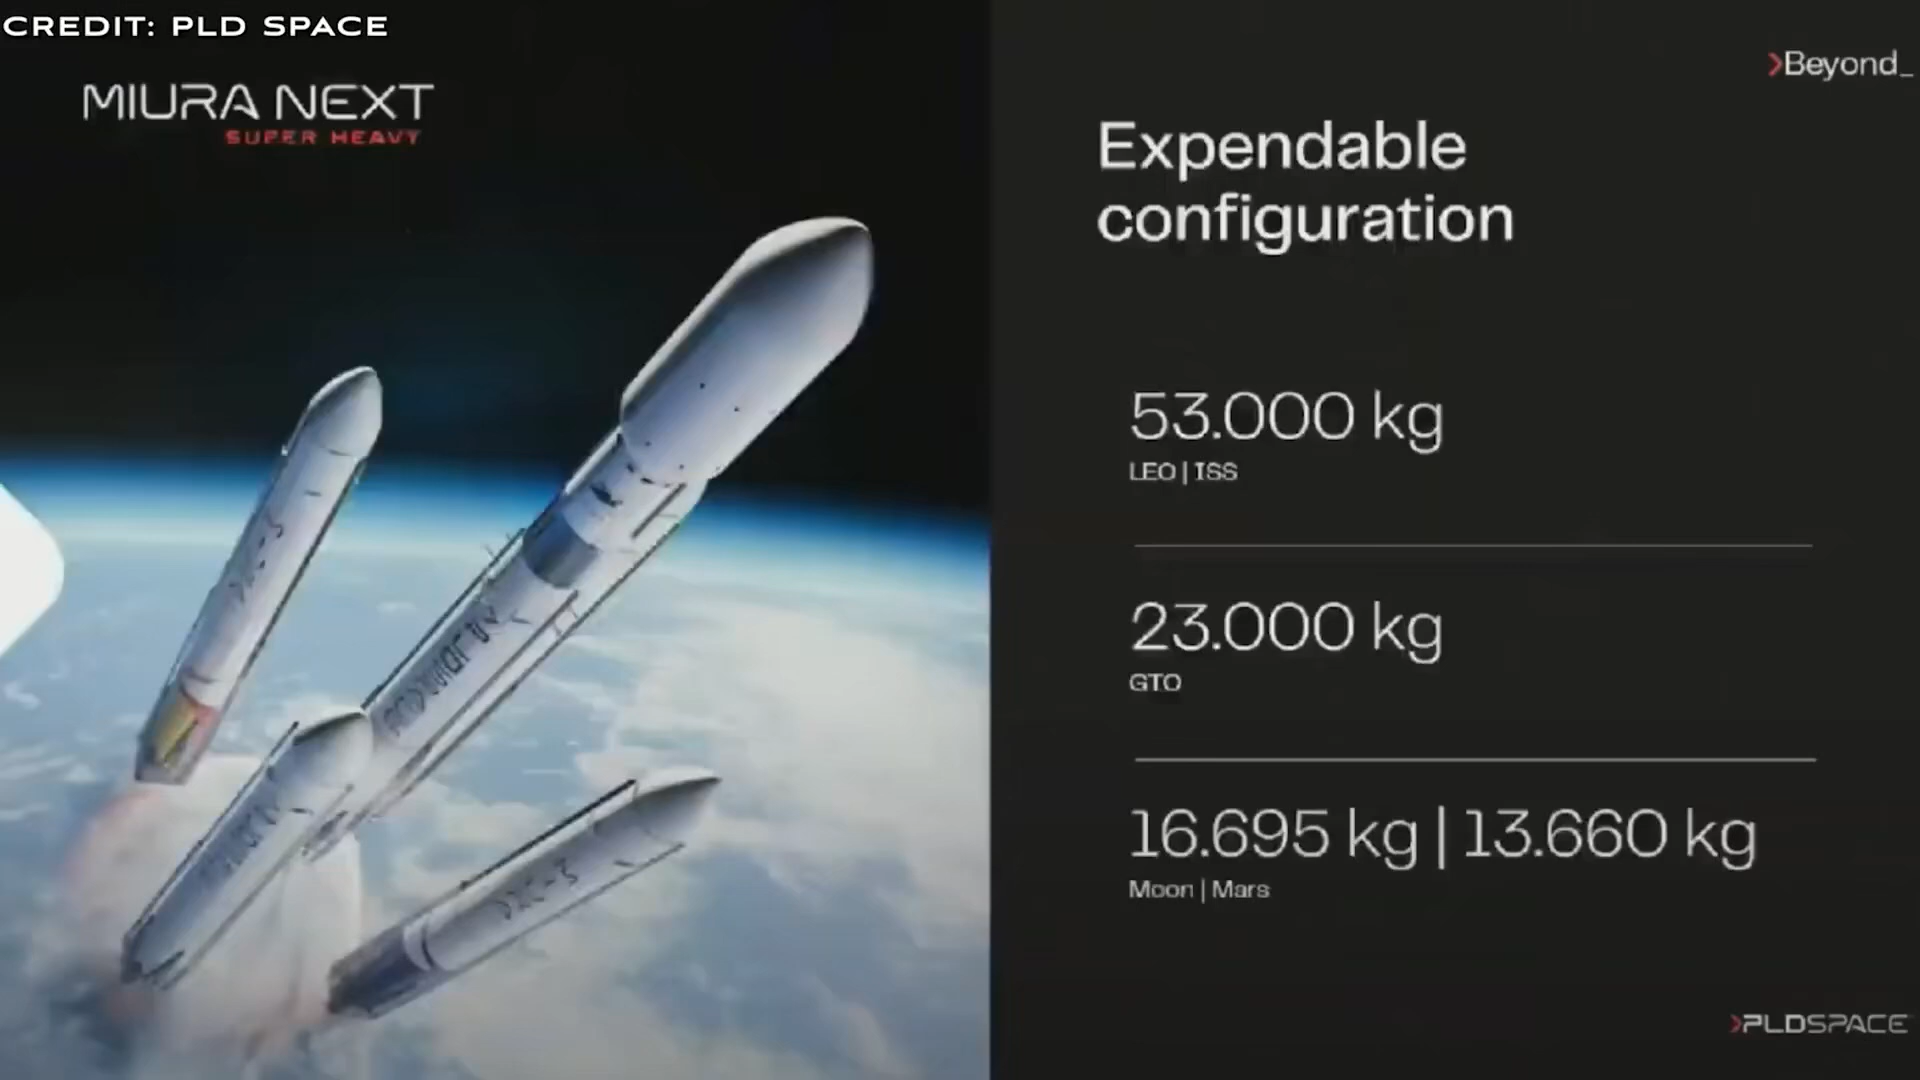 CREDIT: PLD SPACE
MIURA NEXT
SUPER HEAVY
>Beyond_
Expendable
configuration
53.000 kg
LEO | ISS
23.000 kg
GTO
16.695 kg | 13.660 kg
Moon | Mars
>PLDSPACE